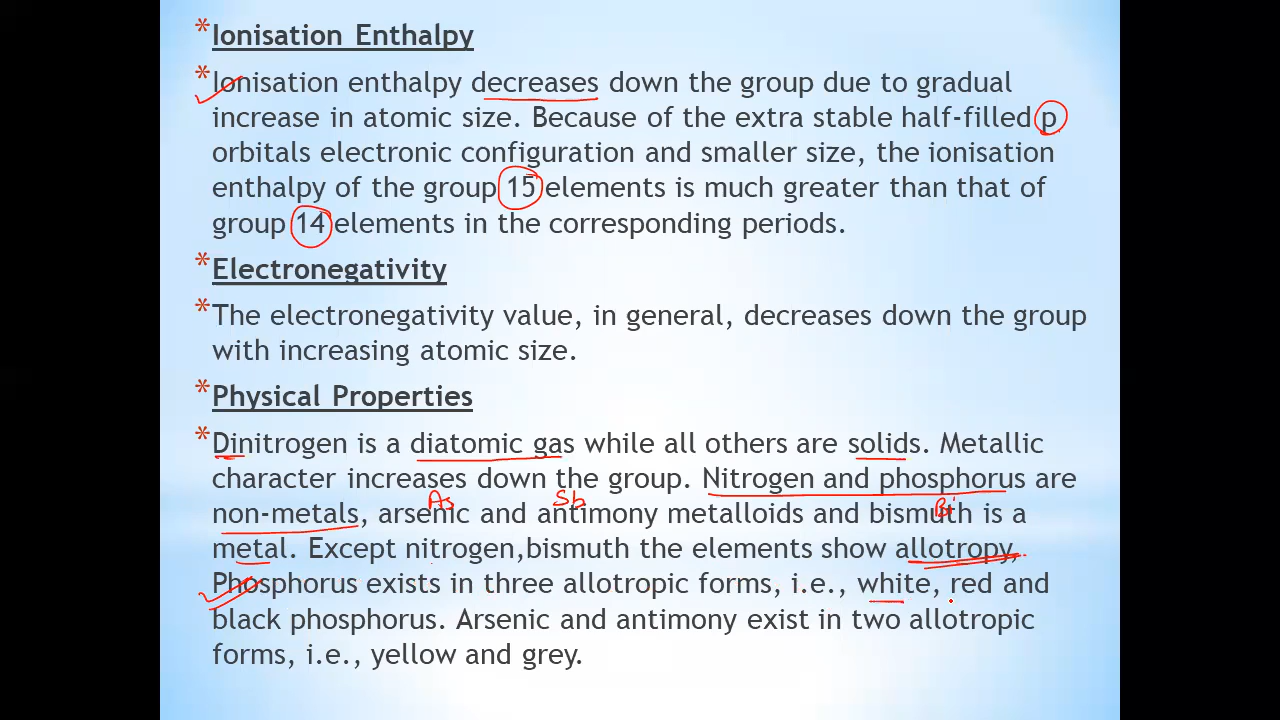 *Ionisation Enthalpy
*Ionisation enthalpy decreases down the group due to gradual
increase in atomic size. Because of the extra stable half-filled p
orbitals electronic configuration and smaller size, the ionisation
enthalpy of the group 15 elements is much greater than that of
group 14 elements in the corresponding periods.
*Electronegativity
*The electronegativity value, in general, decreases down the group
with increasing atomic size.
*Physical Properties
*Dinitrogen is a diatomic gas while all others are solids. Metallic
character increases down the group. Nitrogen and phosphorus are
As Sb Bi
non-metals, arsenic and antimony metalloids and bismuth is a
metal. Except nitrogen,bismuth the elements show allotropy,
Phosphorus exists in three allotropic forms, i.e., white, red and
black phosphorus. Arsenic and antimony exist in two allotropic
forms, i.e., yellow and grey.